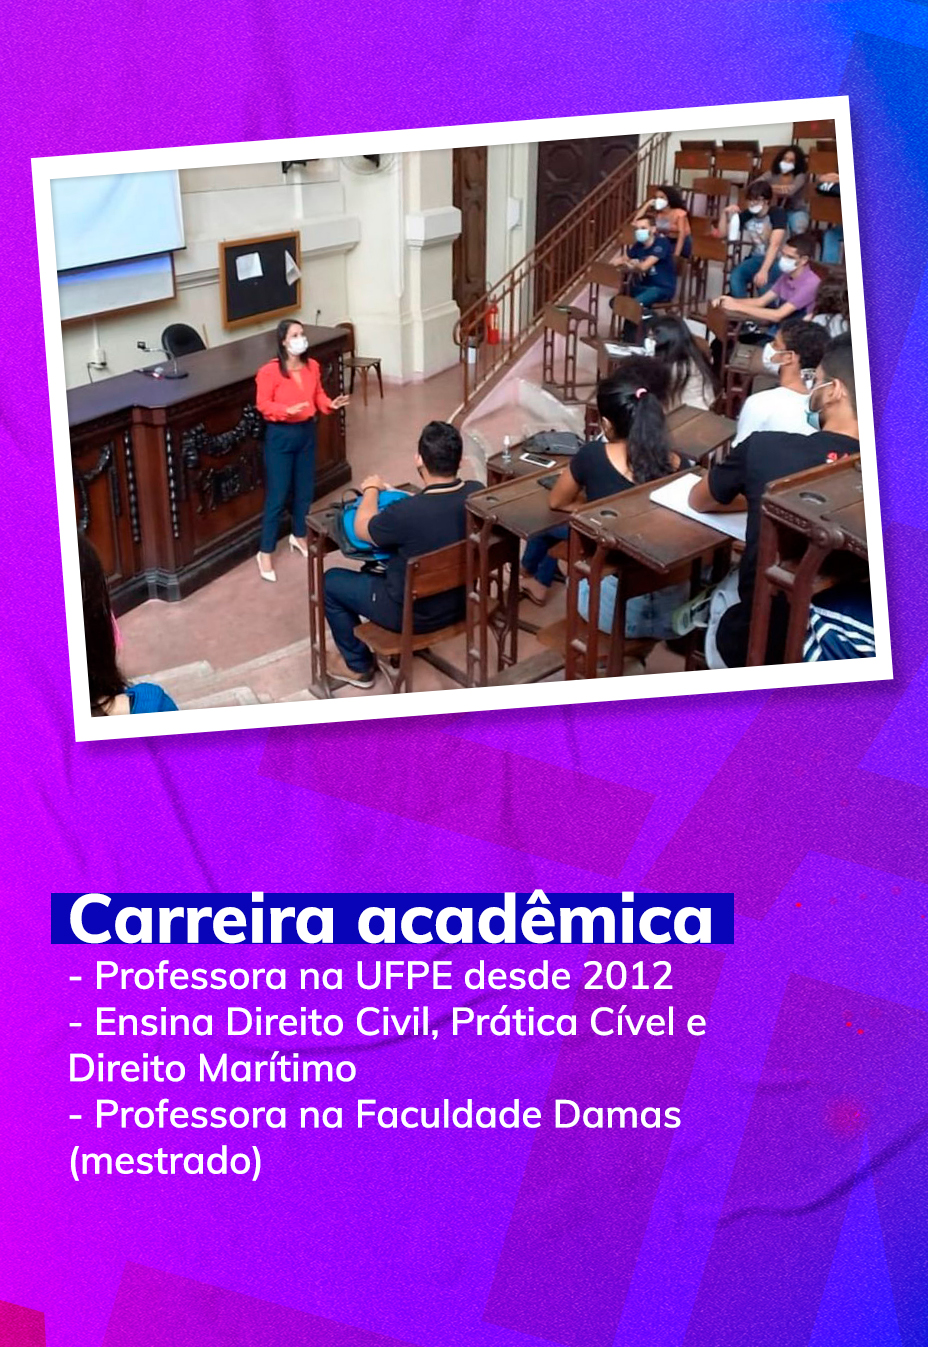 Carreira acadêmica
- Professora na UFPE desde 2012
- Ensina Direito Civil, Prática Cível e
Direito Marítimo
- Professora na Faculdade Damas
(mestrado)